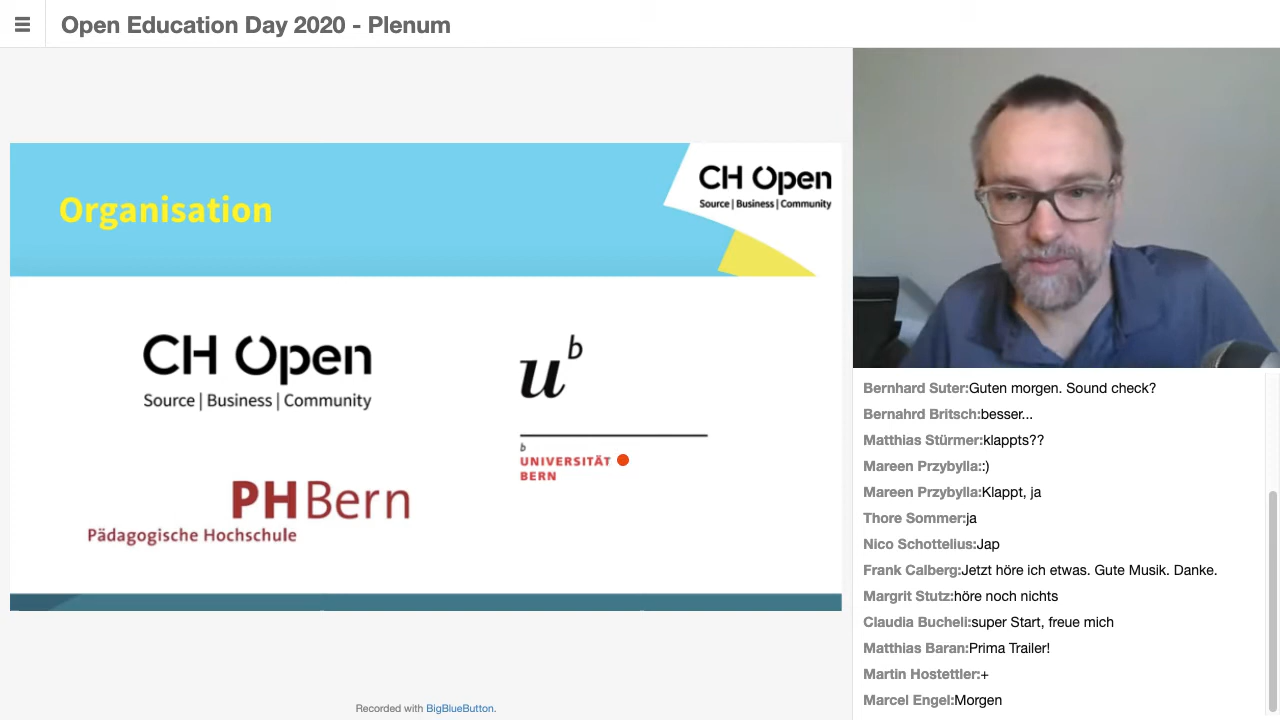 Open Education Day 2020 - Plenum
Organisation
CH Open
Source | Business | Community
CH Open
Source | Business | Community
u b
b
UNIVERSITÄT
BERN
PH Bern
Pädagogische Hochschule
Recorded with BigBlueButton.
Bernhard Suter:Guten morgen. Sound check?
Bernahrd Britsch:besser...
Matthias Stürmer:klappts??
Mareen Przybylla::)
Mareen Przybylla:Klappt, ja
Thore Sommer:ja
Nico Schottelius:Jap
Frank Calberg:Jetzt höre ich etwas. Gute Musik. Danke.
Margrit Stutz:höre noch nichts
Claudia Bucheli:super Start, freue mich
Matthias Baran:Prima Trailer!
Martin Hostettler:+
Marcel Engel:Morgen